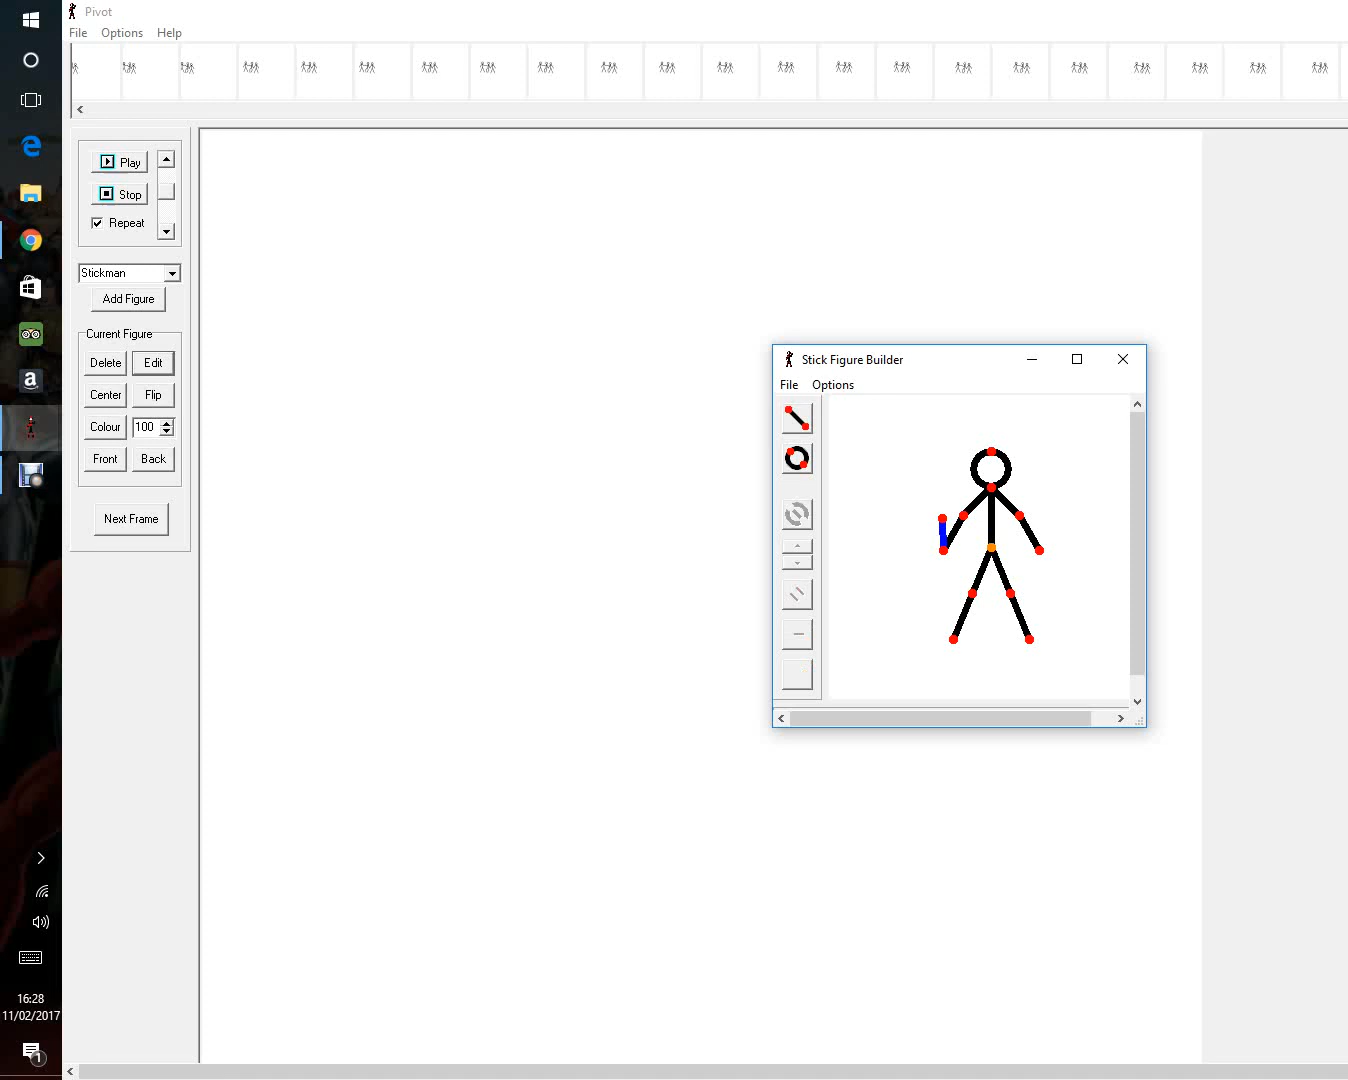 Pivot
File Options Help
Play
Stop
Repeat
Stickman
Add Figure
Current Figure
Delete Edit
Center Flip
Colour 100
Front Back
Next Frame
Stick Figure Builder
File Options
16:28
11/02/2017
1